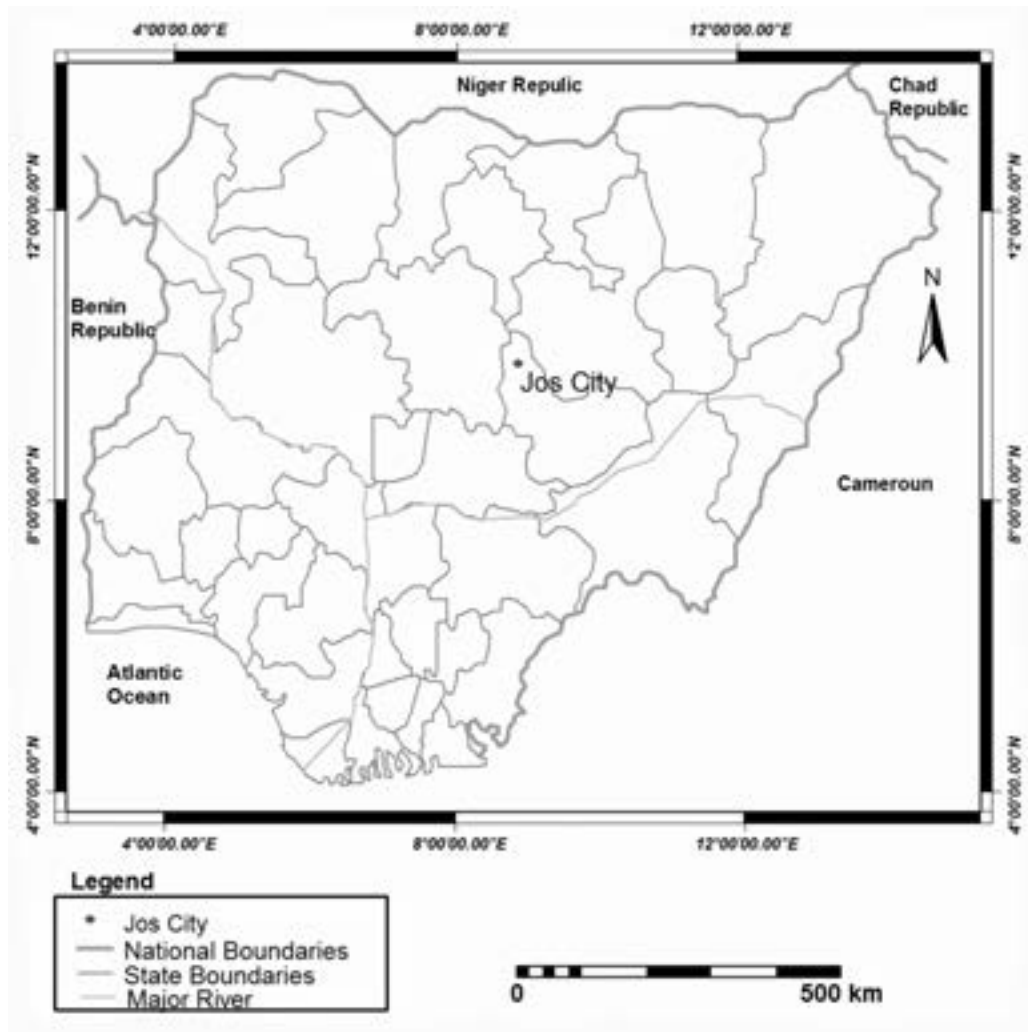 4°00'00.00"E 8°00'00.00"E 12°00'00.00"E
Niger Repulic
Chad
Republic
12°00'00.00"N
12°00'00.00"N
N
Benin
Republic
Jos City
8°00'00.00"N
Cameroun
8°00'00.00"N
Atlantic
Ocean
4°00'00.00"N
4°00'00.00"N
4°00'00.00"E 8°00'00.00"E 12°00'00.00"E
Legend
Jos City
National Boundaries
State Boundaries
Major River
0 500 km